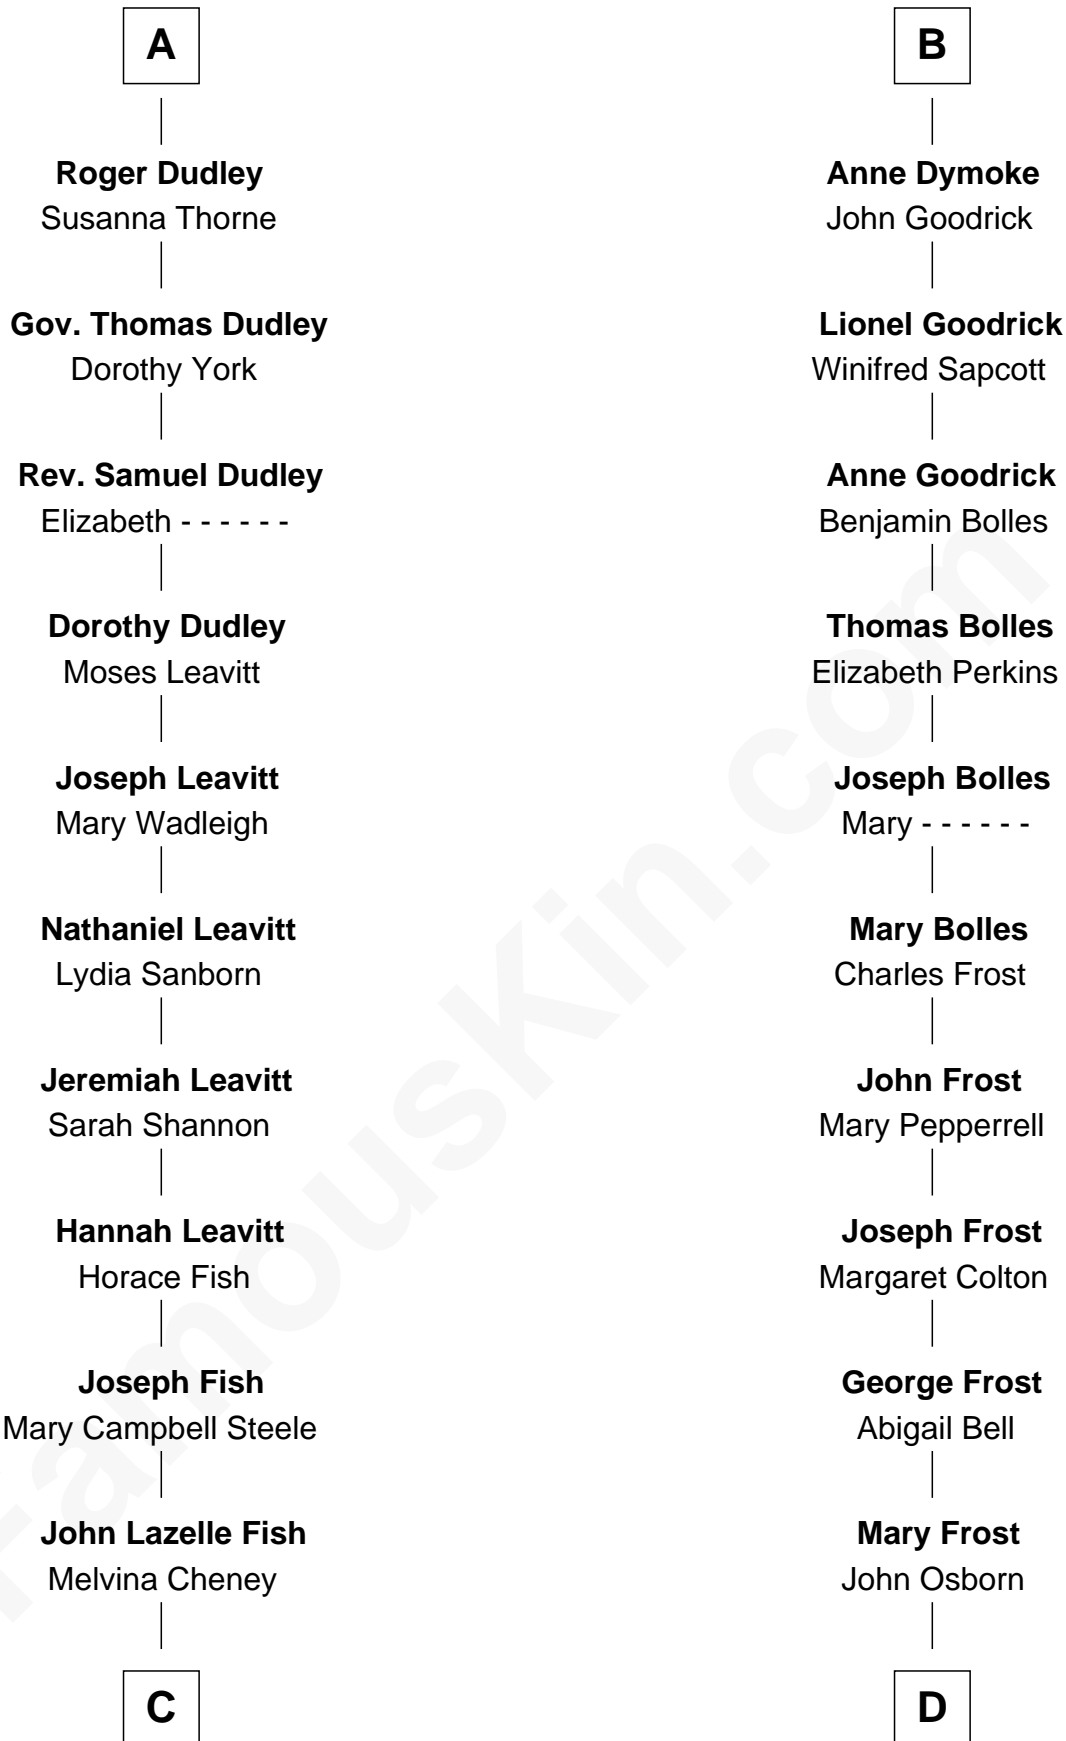 A
Roger Dudley
Susanna Thorne
Gov. Thomas Dudley
Dorothy York
Rev. Samuel Dudley
Elizabeth - - - - - -
Dorothy Dudley
Moses Leavitt
Joseph Leavitt
Mary Wadleigh
Nathaniel Leavitt
Lydia Sanborn
Jeremiah Leavitt
Sarah Shannon
Hannah Leavitt
Horace Fish
Joseph Fish
Mary Campbell Steele
John Lazelle Fish
Melvina Cheney
C
B
Anne Dymoke
John Goodrick
Lionel Goodrick
Winifred Sapcott
Anne Goodrick
Benjamin Bolles
Thomas Bolles
Elizabeth Perkins
Joseph Bolles
Mary - - - - - -
Mary Bolles
Charles Frost
John Frost
Mary Pepperrell
Joseph Frost
Margaret Colton
George Frost
Abigail Bell
Mary Frost
John Osborn
D
FamousKin.com